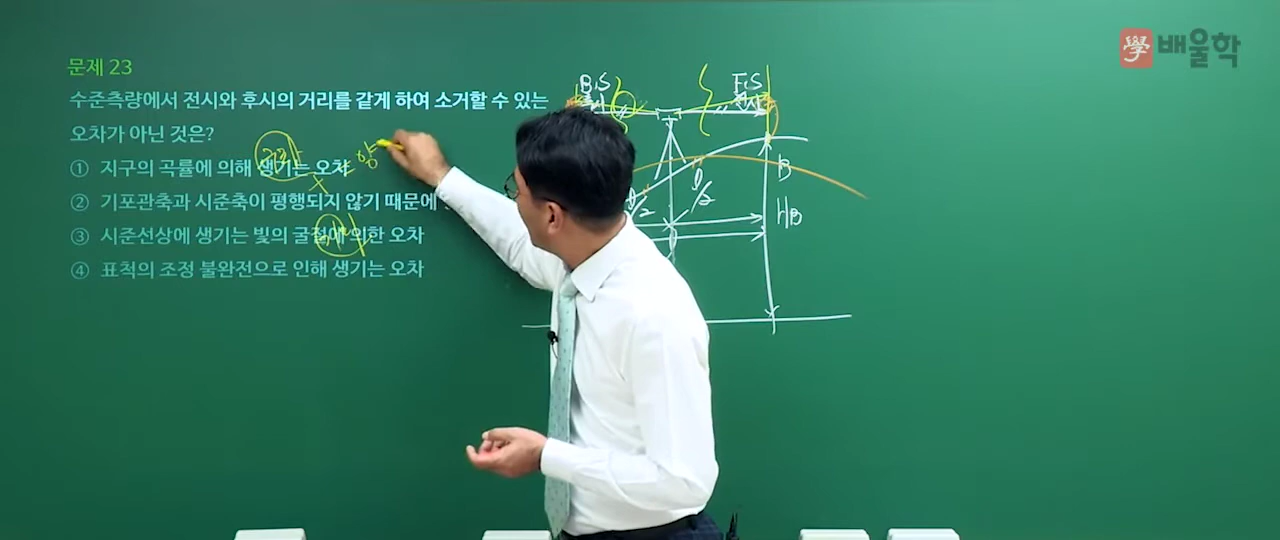 學 배울학
문제 23
수준측량에서 전시와 후시의 거리를 같게 하여 소거할 수 있는
오차가 아닌 것은?
① 지구의 곡률에 의해 생기는 오차
② 기포관축과 시준축이 평행되지 않기 때문에
③ 시준선상에 생기는 빛의 굴절에 의한 오차
④ 표척의 조정 불완전으로 인해 생기는 오차
B.S
F.S
B
HB